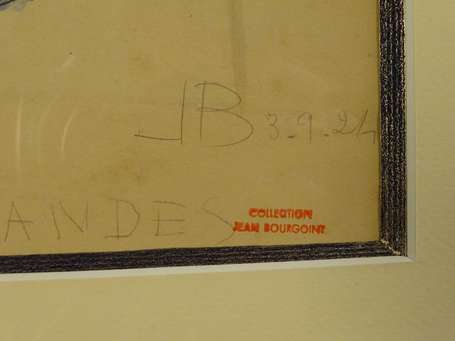 JB 3-9-24
ANDES
COLLECTION
JEAN BOURGOINT